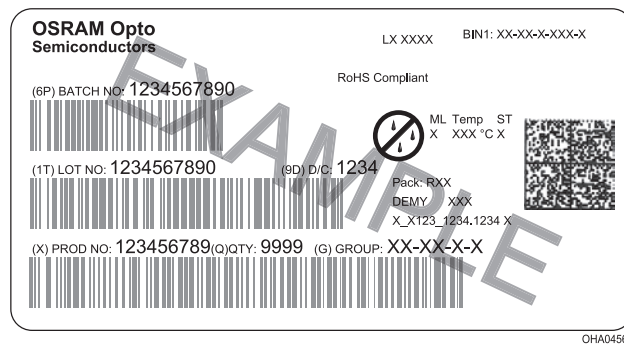 OSRAM Opto
Semiconductors
LX XXXX
BIN1: XX-XX-X-XXX-X
RoHS Compliant
(6P) BATCH NO: 1234567890
ML Temp ST
X XXX °C X
(1T) LOT NO: 1234567890
(9D) D/C: 1234
Pack: RXX
DEMY XXX
X_X123_1234.1234 X
(X) PROD NO: 123456789(Q)QTY: 9999 (G) GROUP: XX-XX-X-X
EXAMPLE